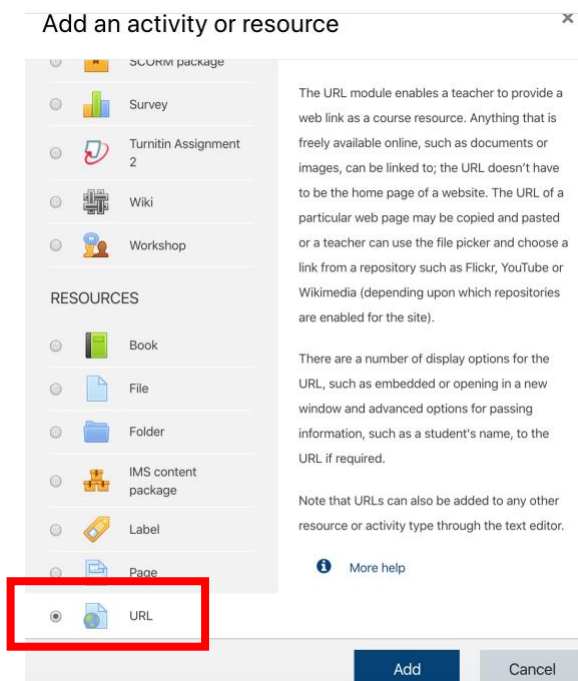 Add an activity or resource
×
SCORM package
Survey
Turnitin Assignment
2
Wiki
Workshop
RESOURCES
Book
File
Folder
IMS content
package
Label
Page
URL
The URL module enables a teacher to provide a
web link as a course resource. Anything that is
freely available online, such as documents or
images, can be linked to; the URL doesn't have
to be the home page of a website. The URL of a
particular web page may be copied and pasted
or a teacher can use the file picker and choose a
link from a repository such as Flickr, YouTube or
Wikimedia (depending upon which repositories
are enabled for the site).
There are a number of display options for the
URL, such as embedded or opening in a new
window and advanced options for passing
information, such as a student's name, to the
URL if required.
Note that URLs can also be added to any other
resource or activity type through the text editor.
More help
Add
Cancel